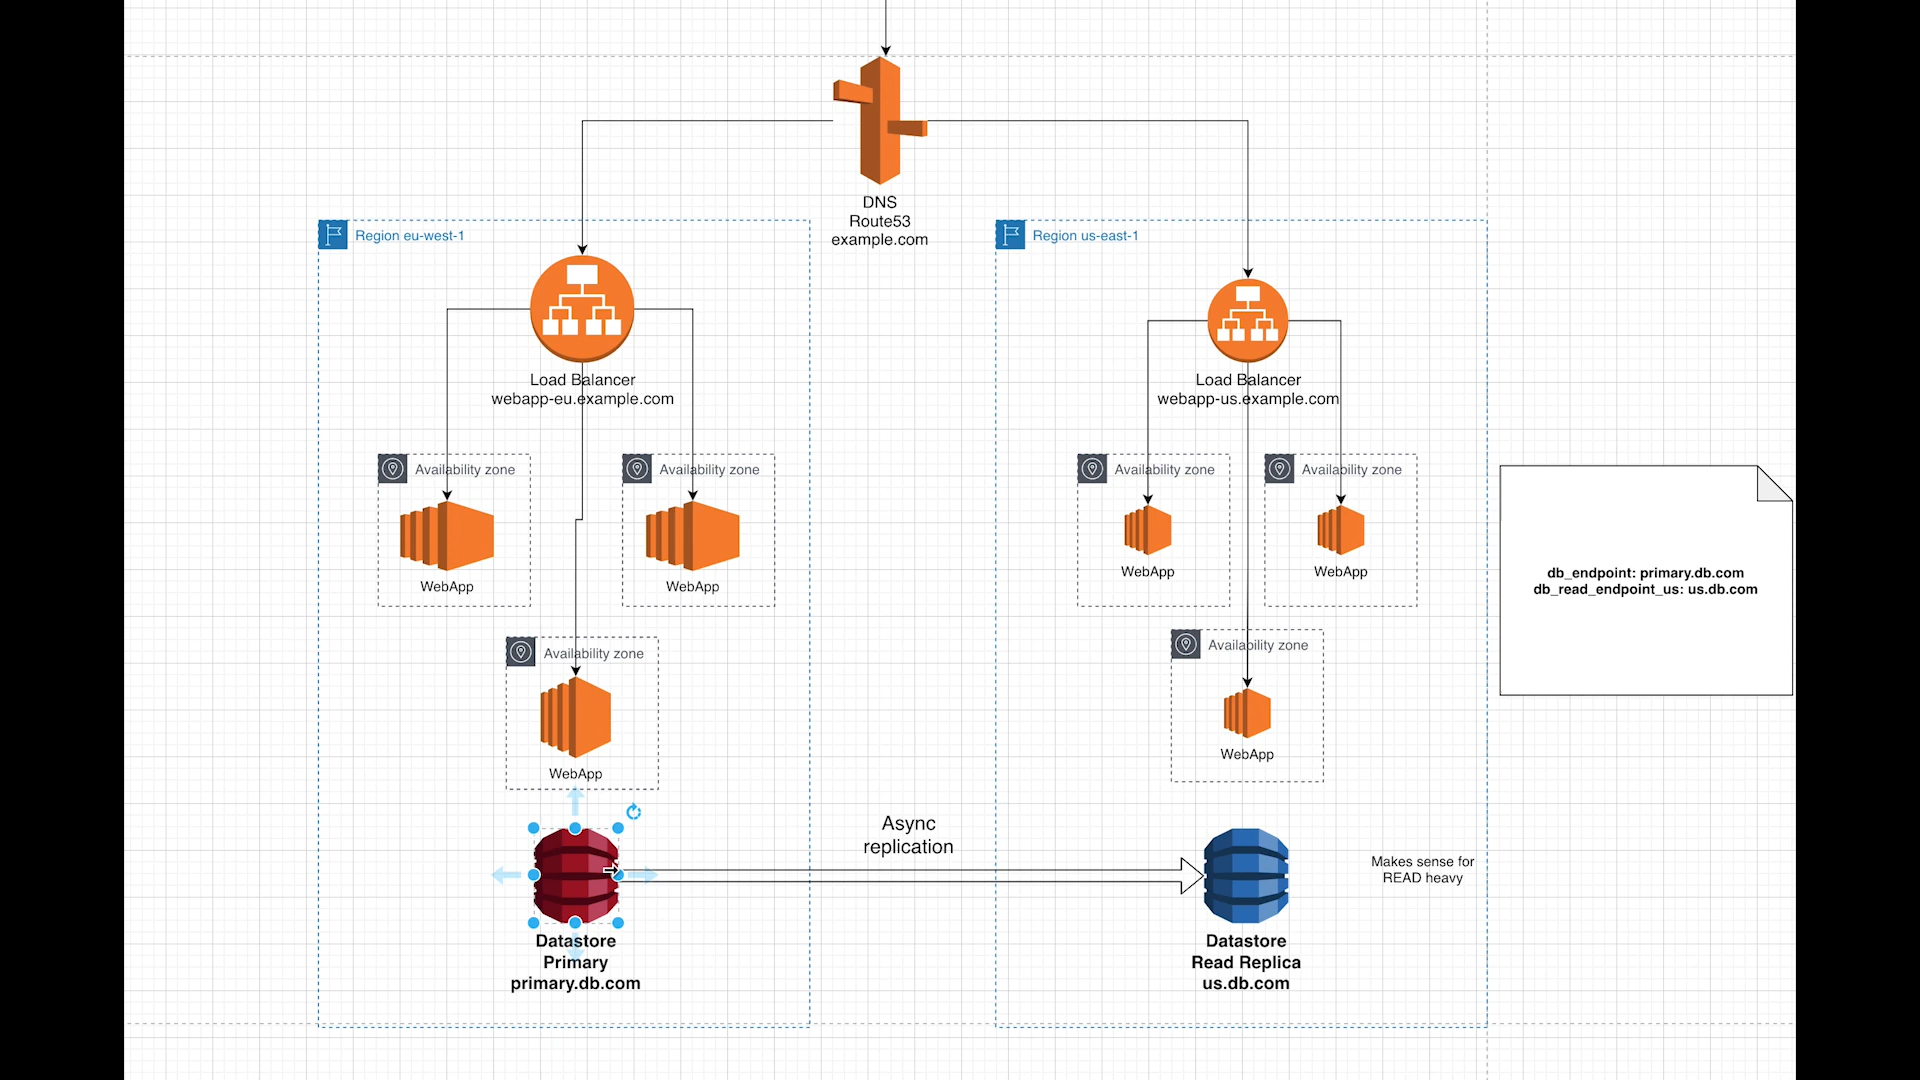 DNS
Route53
example.com
Region eu-west-1
Load Balancer
webapp-eu.example.com
Availability zone
WebApp
Availability zone
WebApp
Availability zone
WebApp
Datastore
Primary
primary.db.com
Async
replication
Region us-east-1
Load Balancer
webapp-us.example.com
Availability zone
WebApp
Availability zone
WebApp
Availability zone
WebApp
Datastore
Read Replica
us.db.com
Makes sense for
READ heavy
db_endpoint: primary.db.com
db_read_endpoint_us: us.db.com